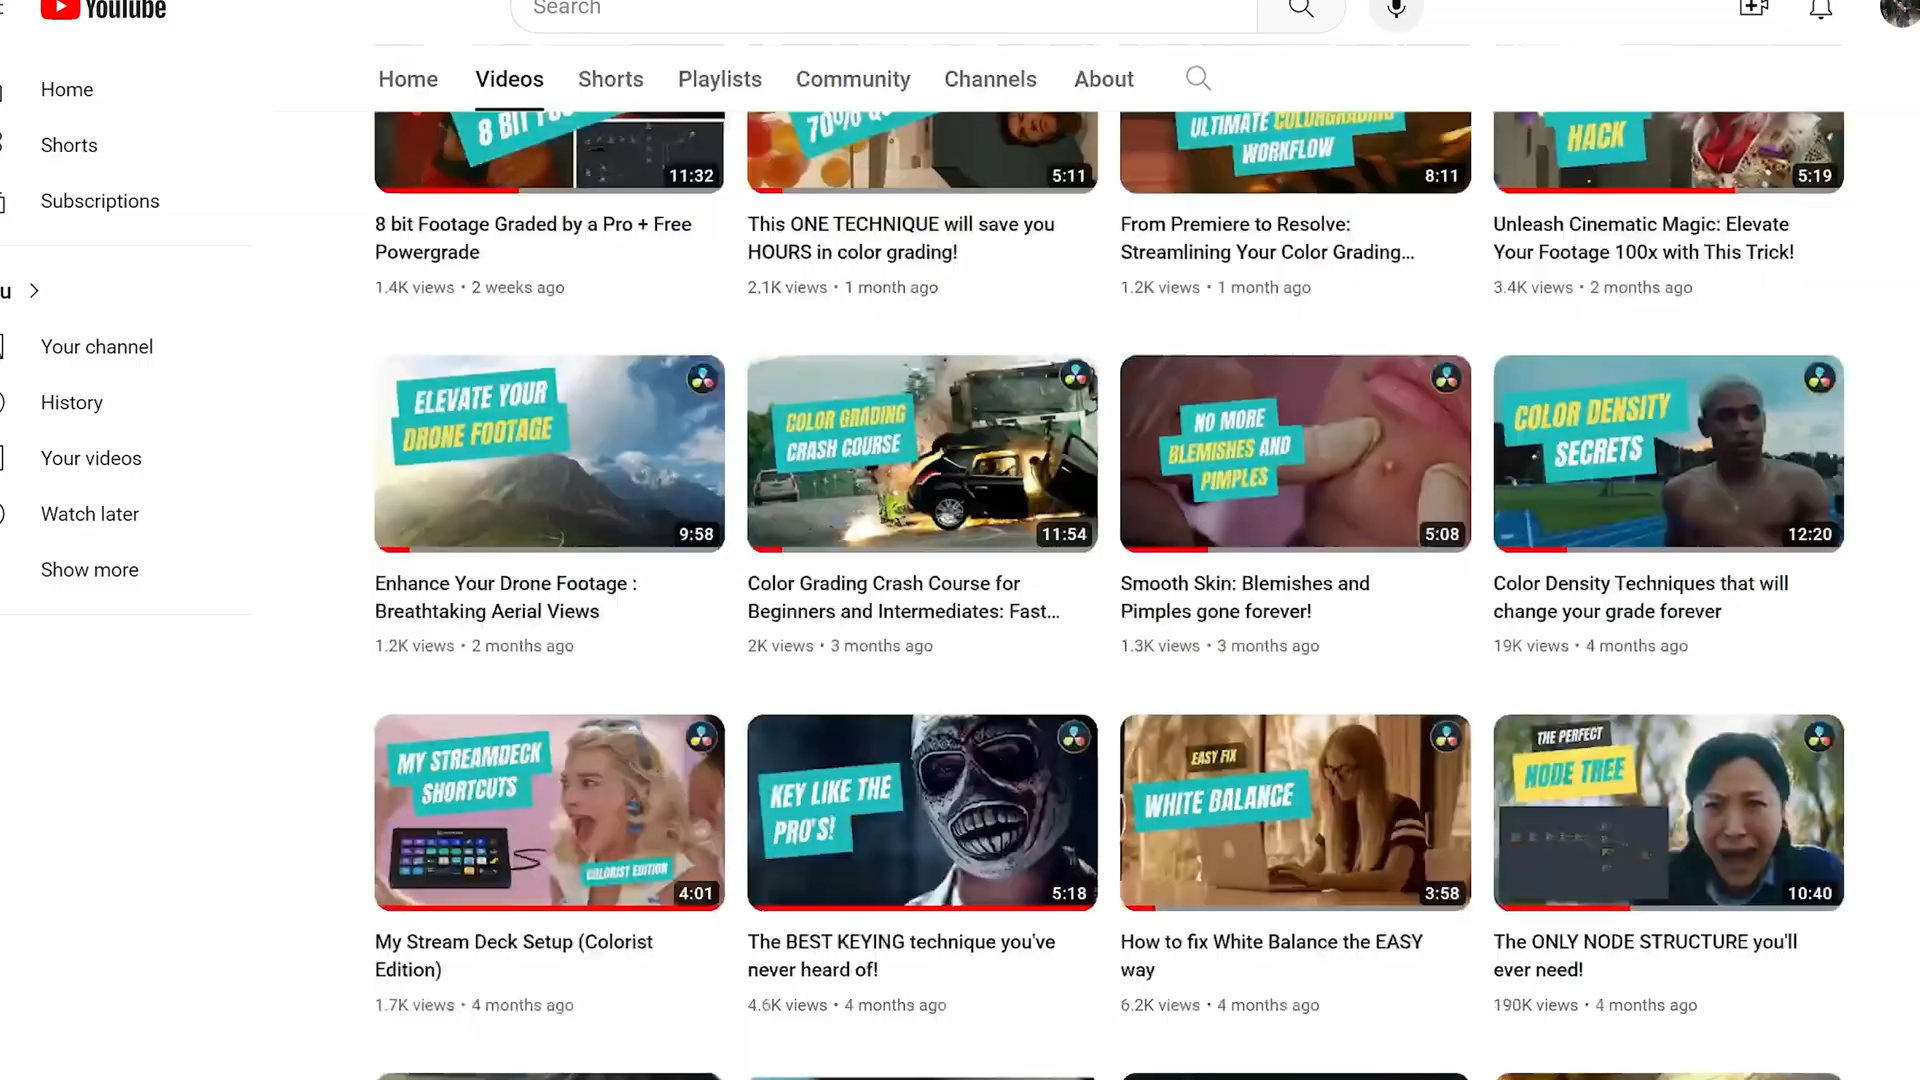 YouTube
Search
Home
Videos
Shorts
Playlists
Community
Channels
About
Home
Shorts
Subscriptions
u
Your channel
History
Your videos
Watch later
Show more
8 BIT
11:32
8 bit Footage Graded by a Pro + Free
Powergrade
1.4K views • 2 weeks ago
70%
5:11
This ONE TECHNIQUE will save you
HOURS in color grading!
2.1K views • 1 month ago
ULTIMATE COLORGRADING
WORKFLOW
8:11
From Premiere to Resolve:
Streamlining Your Color Grading...
1.2K views • 1 month ago
HACK
5:19
Unleash Cinematic Magic: Elevate
Your Footage 100x with This Trick!
3.4K views • 2 months ago
ELEVATE YOUR
DRONE FOOTAGE
9:58
Enhance Your Drone Footage :
Breathtaking Aerial Views
1.2K views • 2 months ago
COLOR GRADING
CRASH COURSE
11:54
Color Grading Crash Course for
Beginners and Intermediates: Fast...
2K views • 3 months ago
NO MORE
BLEMISHES AND
PIMPLES
5:08
Smooth Skin: Blemishes and
Pimples gone forever!
1.3K views • 3 months ago
COLOR DENSITY
SECRETS
12:20
Color Density Techniques that will
change your grade forever
19K views • 4 months ago
MY STREAMDECK
SHORTCUTS
COLORIST EDITION
4:01
My Stream Deck Setup (Colorist
Edition)
1.7K views • 4 months ago
KEY LIKE THE
PRO'S!
5:18
The BEST KEYING technique you've
never heard of!
4.6K views • 4 months ago
EASY FIX
WHITE BALANCE
3:58
How to fix White Balance the EASY
way
6.2K views • 4 months ago
THE PERFECT
NODE TREE
10:40
The ONLY NODE STRUCTURE you'll
ever need!
190K views • 4 months ago